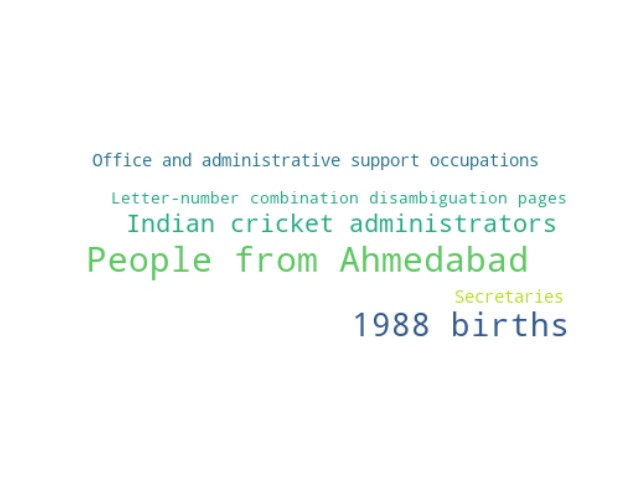 Office and administrative support occupations
Letter-number combination disambiguation pages
Indian cricket administrators
People from Ahmedabad
Secretaries
1988 births